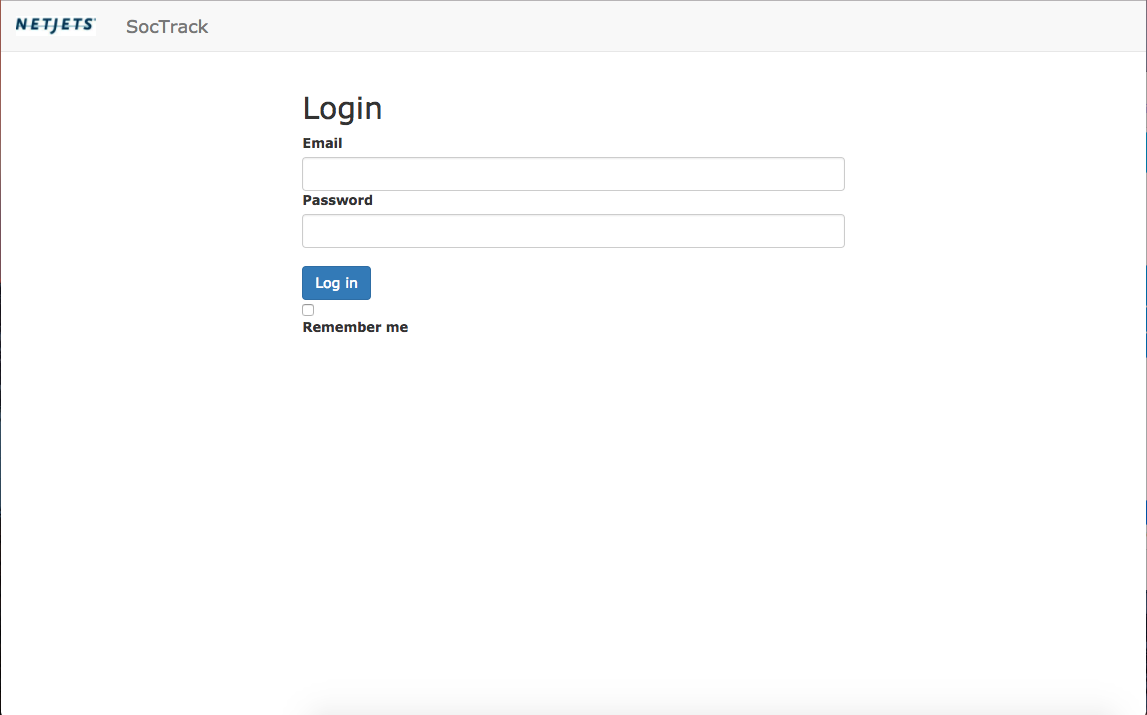 NETJETS
SocTrack
Login
Email
Password
Log in
Remember me